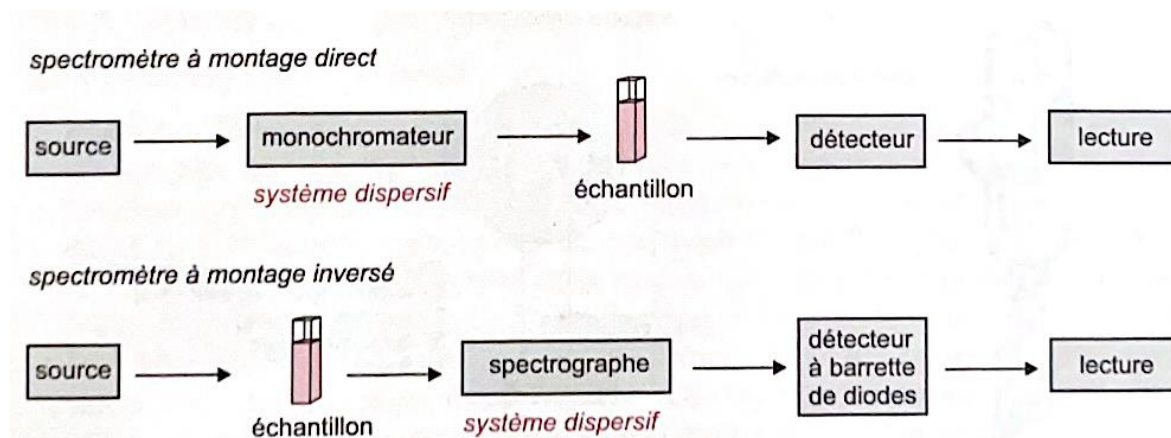 spectromètre à montage direct
source
monochromateur
système dispersif
échantillon
détecteur
lecture
spectromètre à montage inversé
source
échantillon
spectrographe
système dispersif
détecteur
à barrette
de diodes
lecture